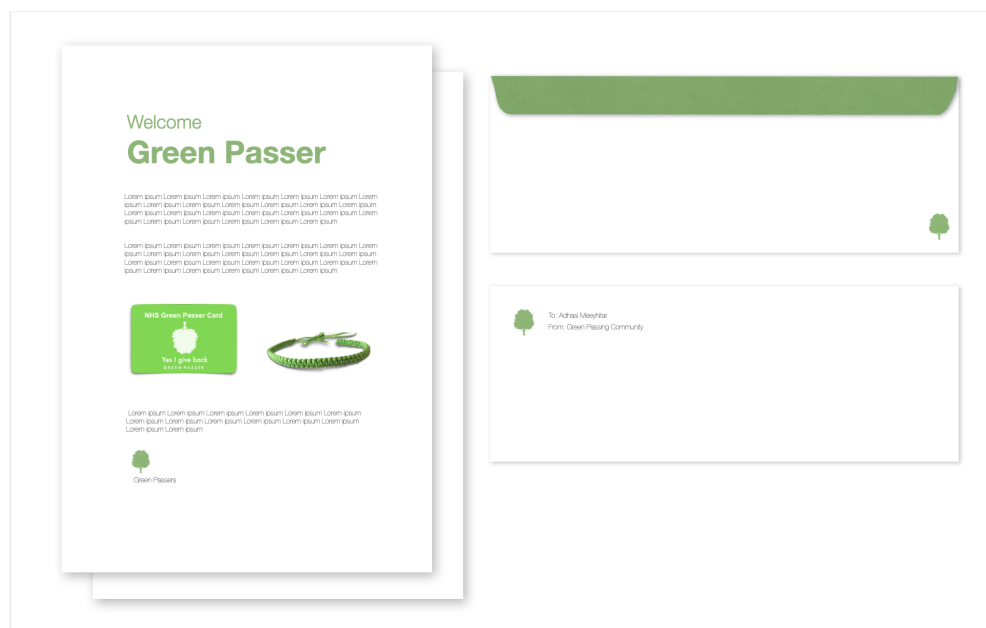 Welcome
Green Passer
Lorem ipsum Lorem ipsum Lorem ipsum Lorem ipsum Lorem ipsum Lorem ipsum Lorem
ipsum Lorem ipsum Lorem ipsum Lorem ipsum Lorem ipsum Lorem ipsum Lorem ipsum
Lorem ipsum Lorem ipsum Lorem ipsum Lorem ipsum Lorem ipsum Lorem ipsum Lorem
ipsum Lorem ipsum Lorem ipsum Lorem ipsum Lorem ipsum Lorem ipsum
Lorem ipsum Lorem ipsum Lorem ipsum Lorem ipsum Lorem ipsum Lorem ipsum Lorem
ipsum Lorem ipsum Lorem ipsum Lorem ipsum Lorem ipsum Lorem ipsum Lorem ipsum
Lorem ipsum Lorem ipsum Lorem ipsum Lorem ipsum Lorem ipsum Lorem ipsum Lorem
ipsum Lorem ipsum Lorem ipsum Lorem ipsum Lorem ipsum Lorem ipsum
NHS Green Passer Card
Yes I give back
GREEN PASSER
Lorem ipsum Lorem ipsum Lorem ipsum Lorem ipsum Lorem ipsum Lorem ipsum
Lorem ipsum Lorem ipsum Lorem ipsum Lorem ipsum Lorem ipsum Lorem ipsum
Lorem ipsum Lorem ipsum
Green Passers
To: Adhasi Meeyhitar
From: Green Passing Community